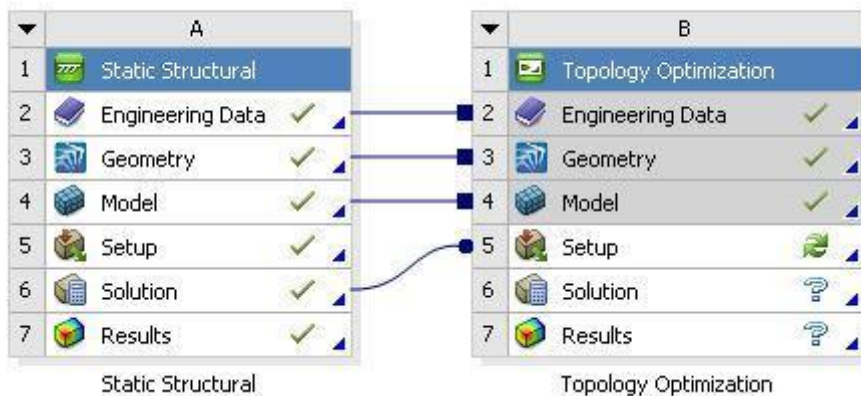 A
1 Static Structural
2 Engineering Data
3 Geometry
4 Model
5 Setup
6 Solution
7 Results
Static Structural
B
1 Topology Optimization
2 Engineering Data
3 Geometry
4 Model
5 Setup
6 Solution
7 Results
Topology Optimization